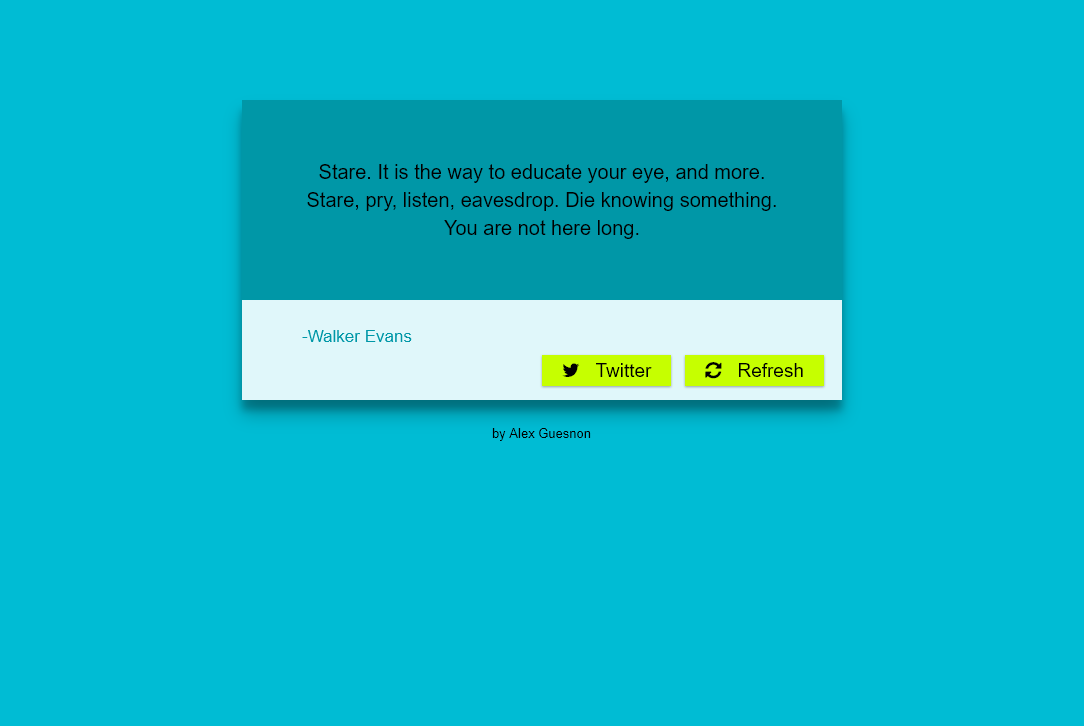 Stare. It is the way to educate your eye, and more.
Stare, pry, listen, eavesdrop. Die knowing something.
You are not here long.
-Walker Evans
Twitter
Refresh
by Alex Guesnon